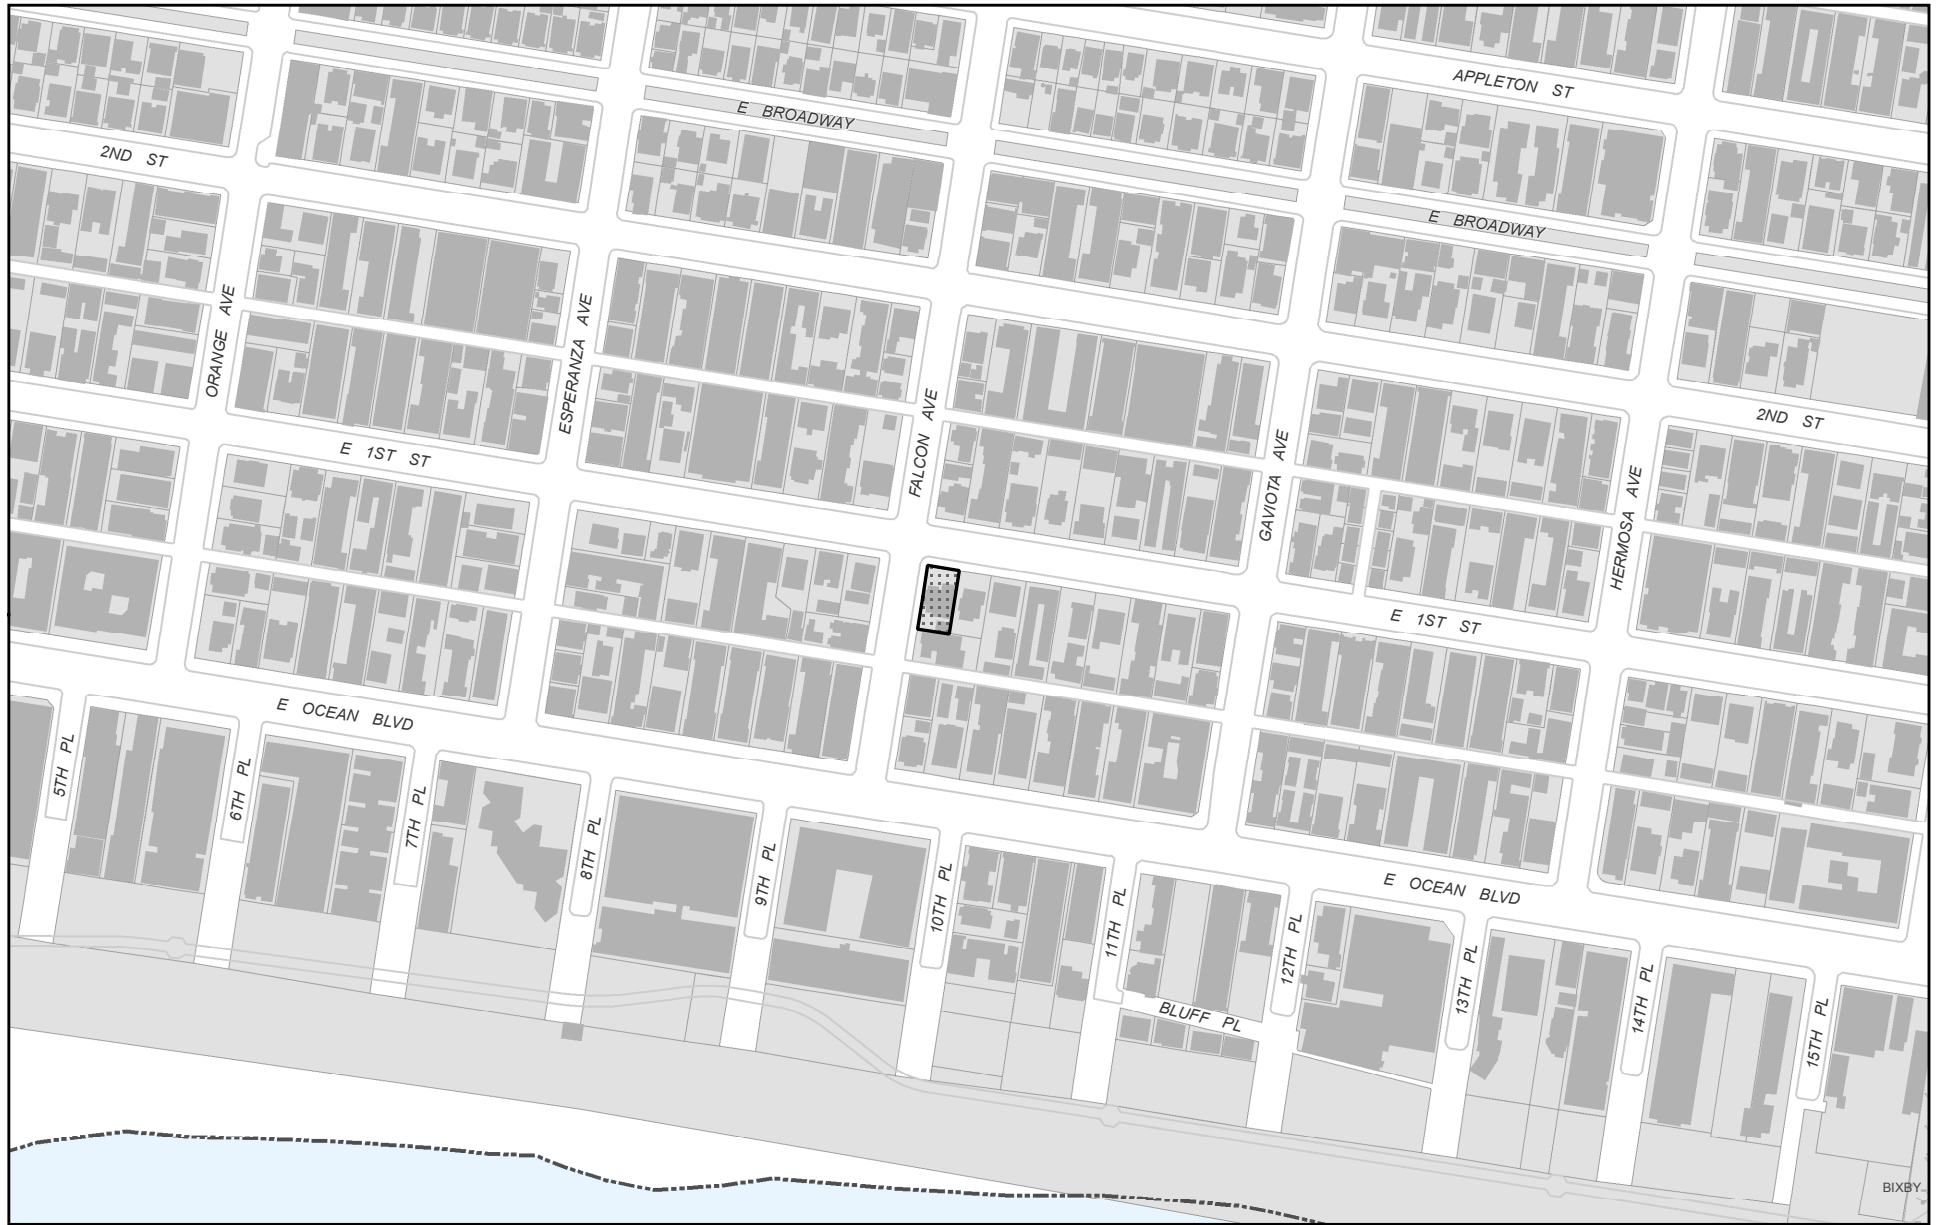 APPLETON ST
E BROADWAY
2ND ST
E BROADWAY
ORANGE AVE
ESPERANZA AVE
FALCON AVE
2ND ST
GAVIOTA AVE
E 1ST ST
HERMOSA AVE
E 1ST ST
E OCEAN BLVD
5TH PL
6TH PL
7TH PL
8TH PL
9TH PL
10TH PL
E OCEAN BLVD
11TH PL
12TH PL
13TH PL
14TH PL
15TH PL
BLUFF PL
BIXBY